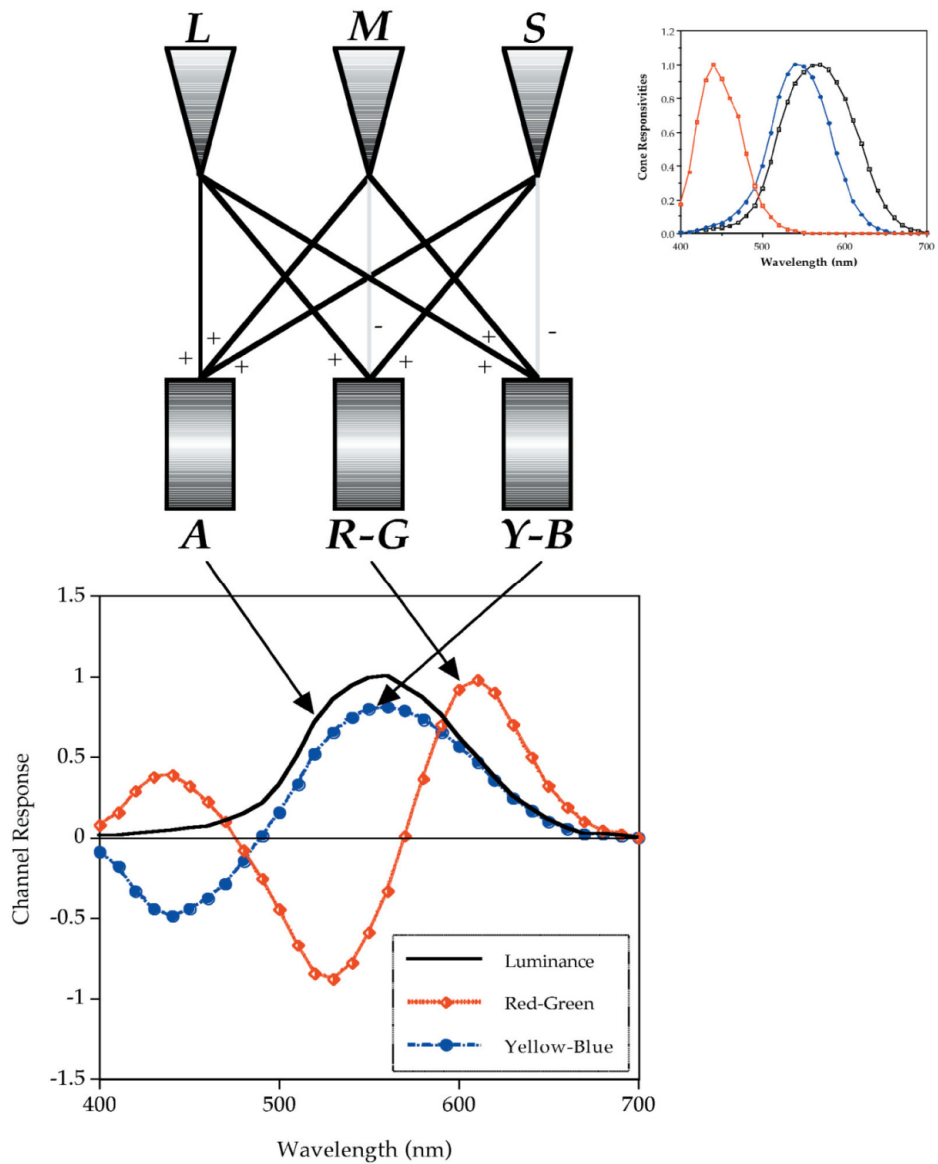 L M S
+ + + + - + + + -
A R-G Y-B
Cone Responsivities
1.2
1.0
0.8
0.6
0.4
0.2
0.0
400 500 600 700
Wavelength (nm)
Channel Response
1.5
1
0.5
0
-0.5
-1
-1.5
Luminance
Red-Green
Yellow-Blue
400 500 600 700
Wavelength (nm)